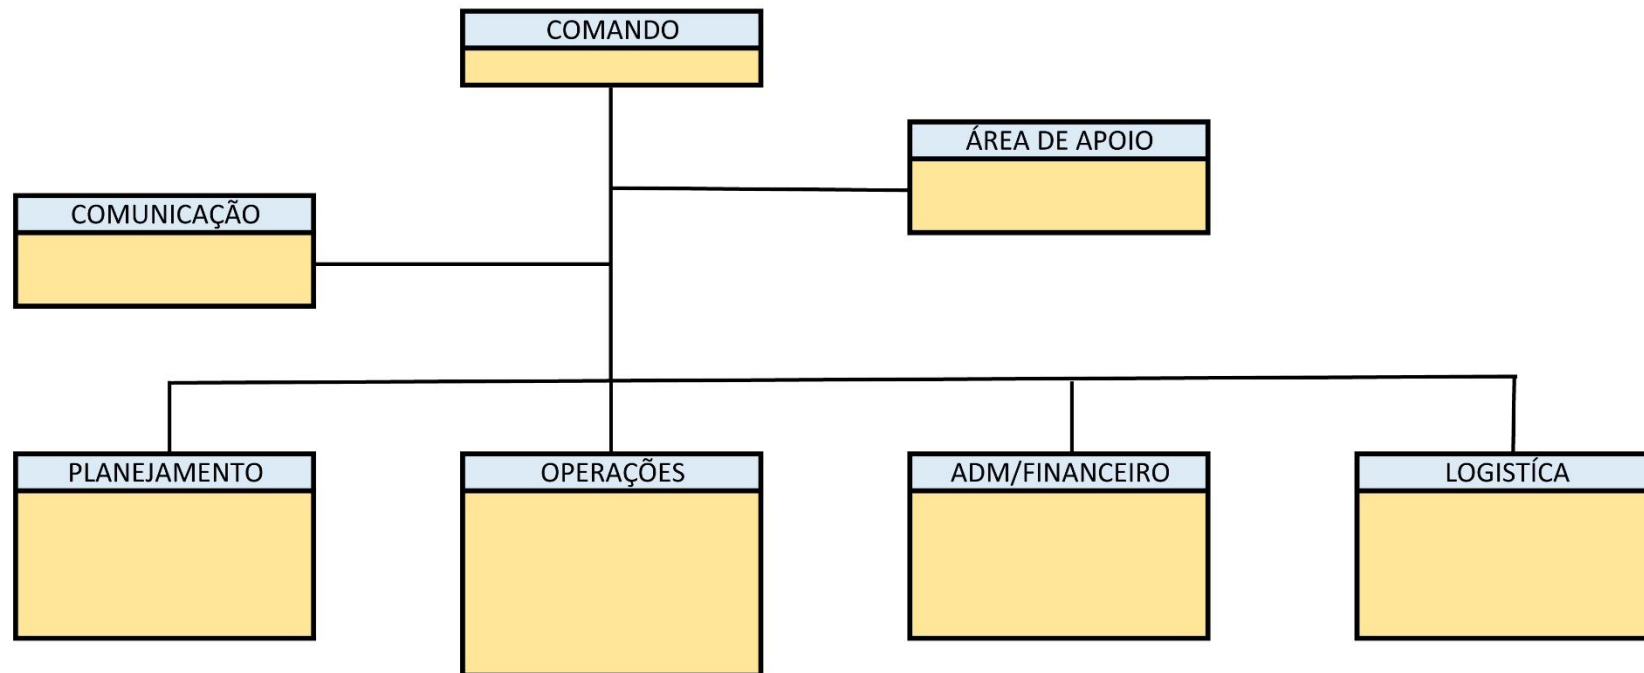 COMANDO
ÁREA DE APOIO
COMUNICAÇÃO
PLANEJAMENTO
OPERAÇÕES
ADM/FINANCEIRO
LOGISTÍCA